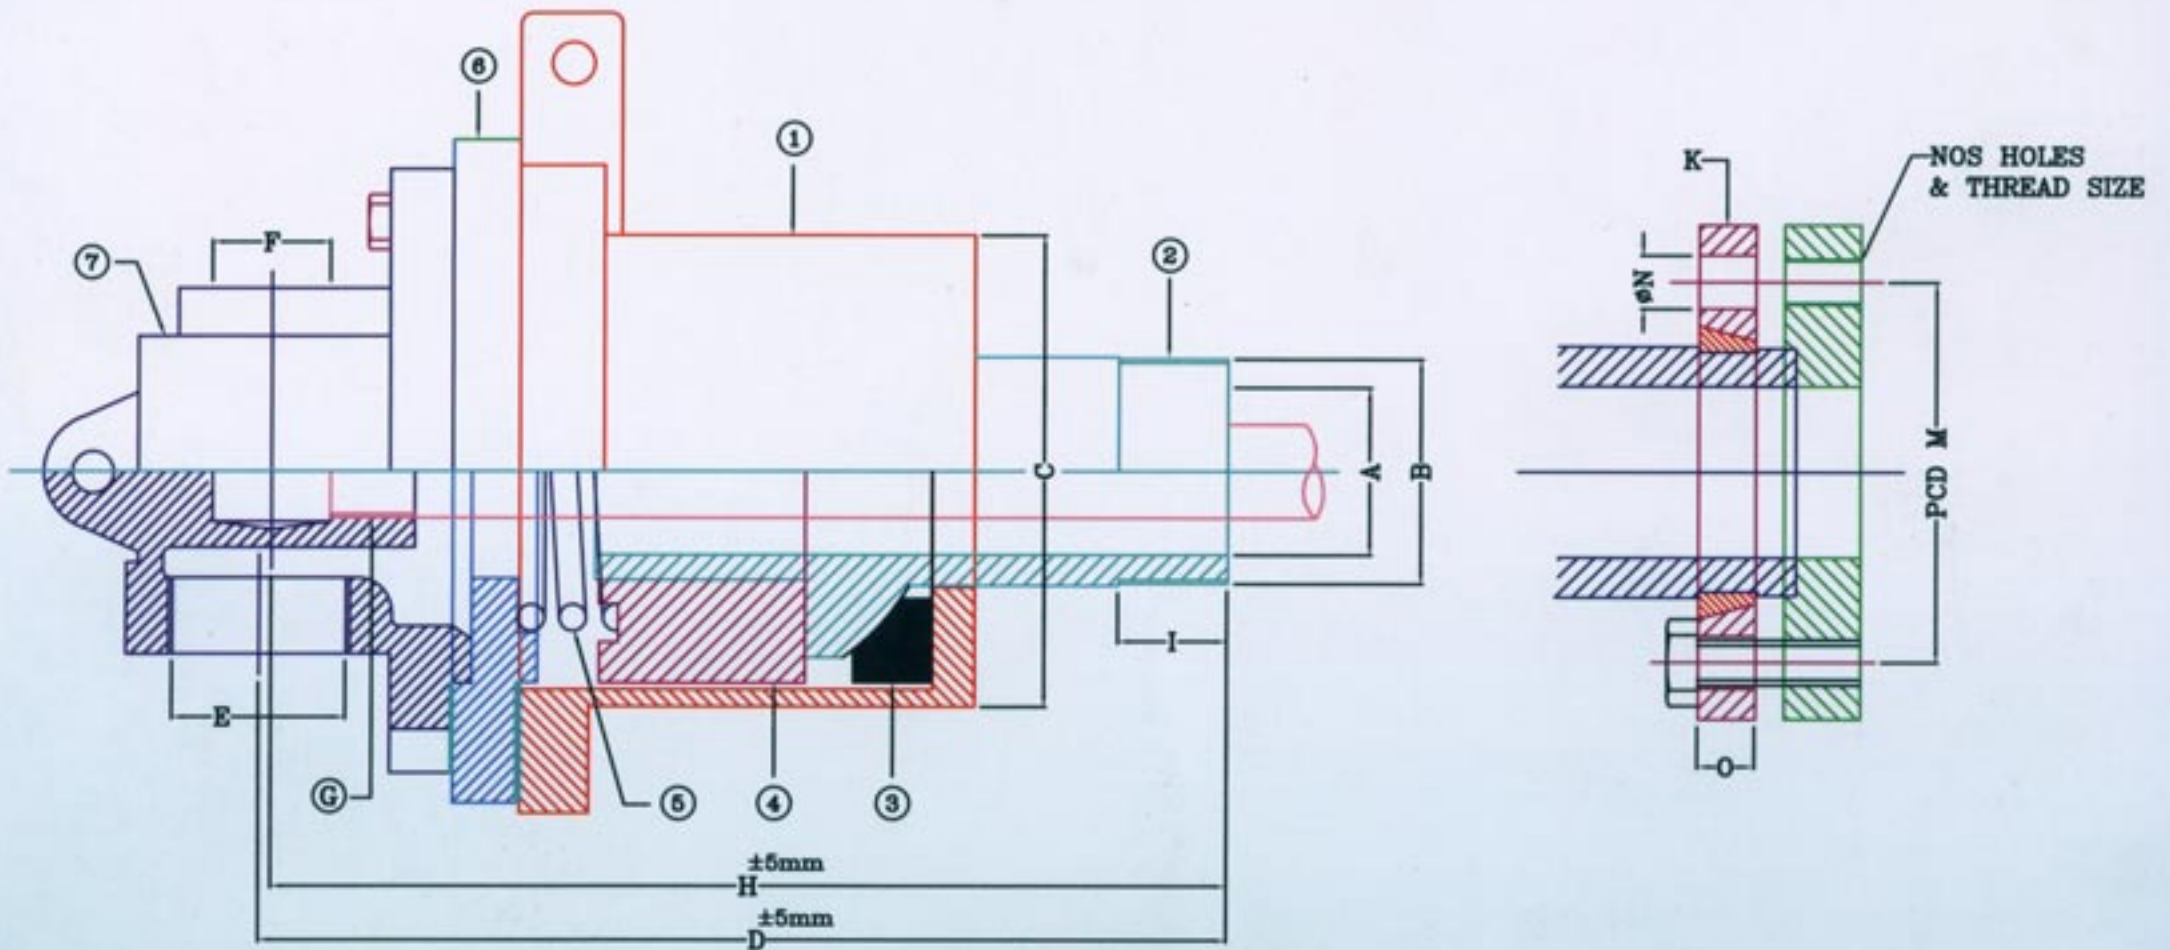 ⑥
①
K
NOS HOLES
& THREAD SIZE
F
⑦
②
øN
C
A
B
PCD M
I
E
O
Ⓖ
⑤
④
③
±5mm
H
±5mm
D